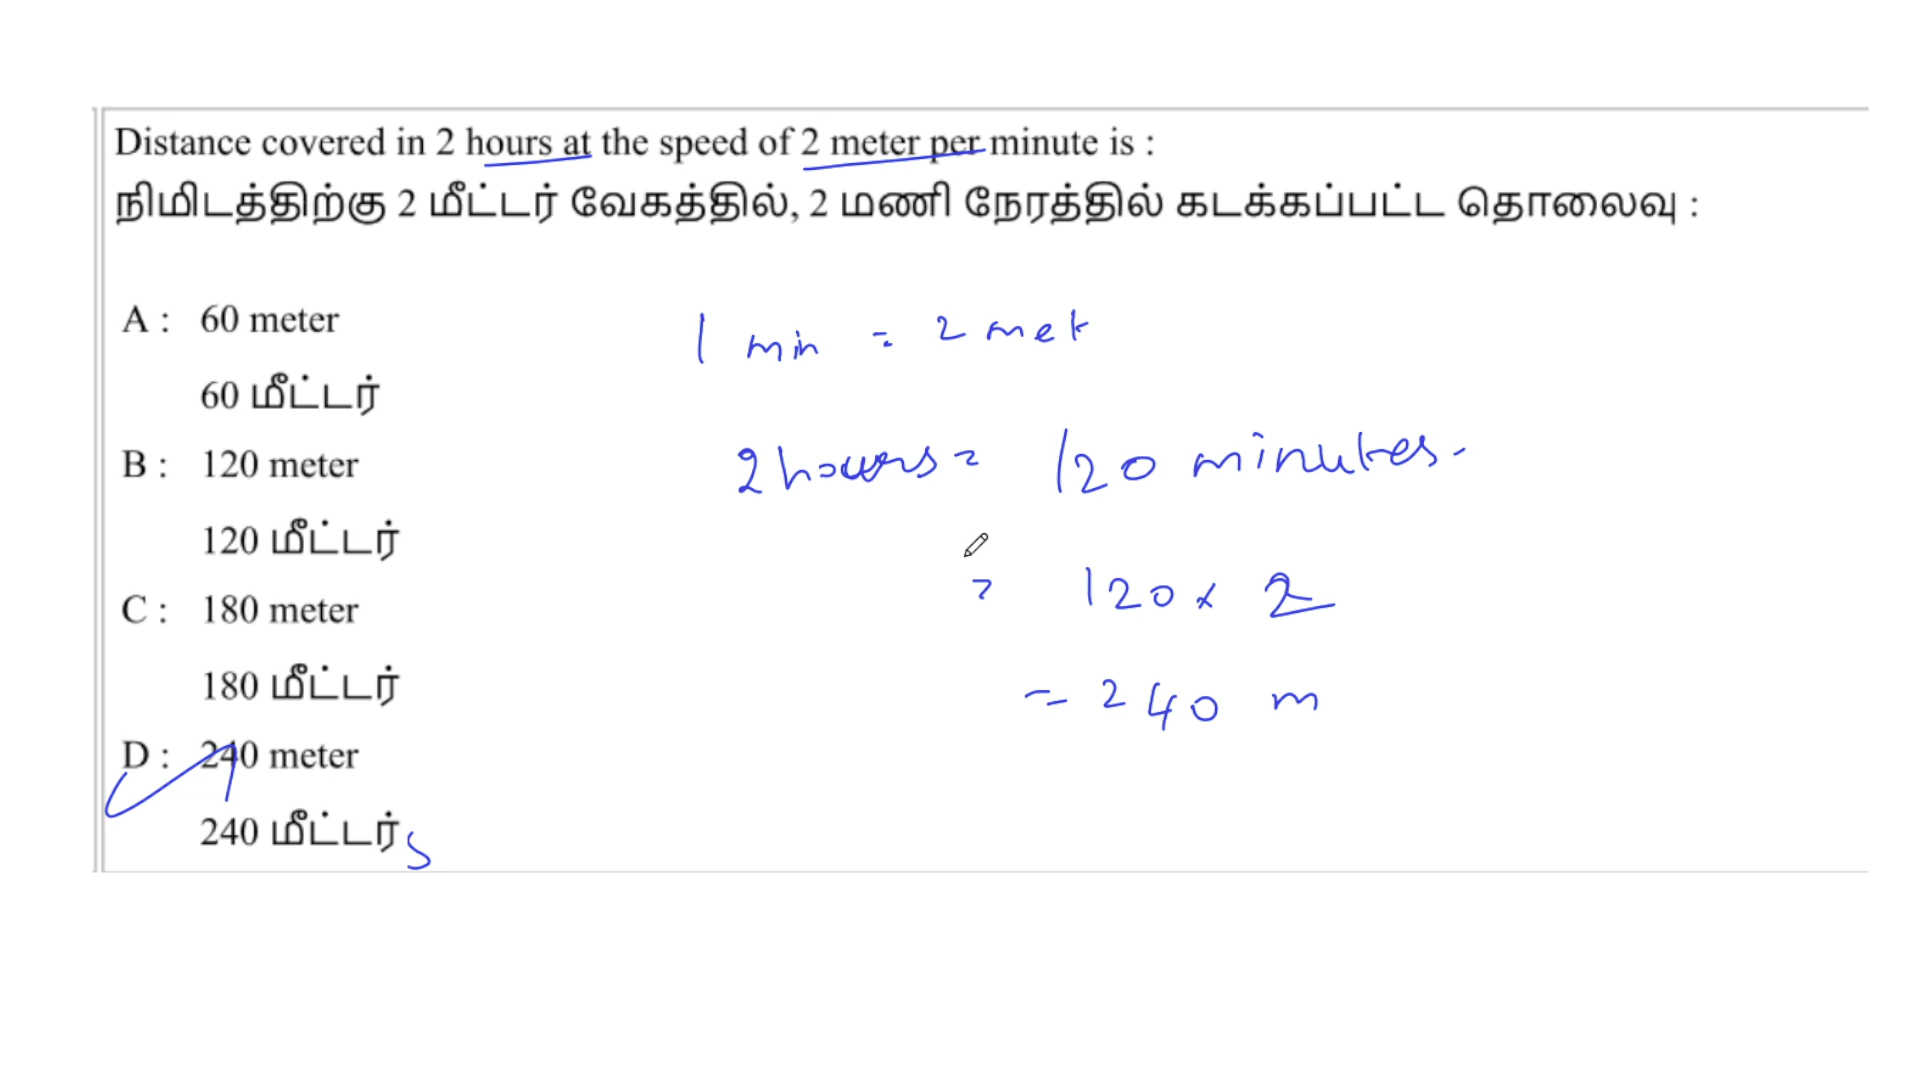 Distance covered in 2 hours at the speed of 2 meter per minute is :
நிமிடத்திற்கு 2 மீட்டர் வேகத்தில், 2 மணி நேரத்தில் கடக்கப்பட்ட தொலைவு :
A : 60 meter
60 மீட்டர்
B : 120 meter
120 மீட்டர்
C : 180 meter
180 மீட்டர்
D : 240 meter
240 மீட்டர்
1 min = 2 met
2 hours = 120 minutes.
= 120 x 2
= 240 m